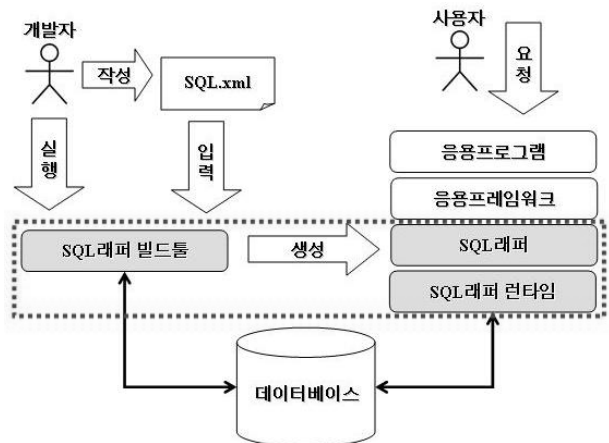 개발자
사용자
작성
SQL.xml
요청
실행
입력
응용프로그램
응용프레임워크
SQL래퍼 빌드툴
생성
SQL래퍼
SQL래퍼 런타임
데이터베이스